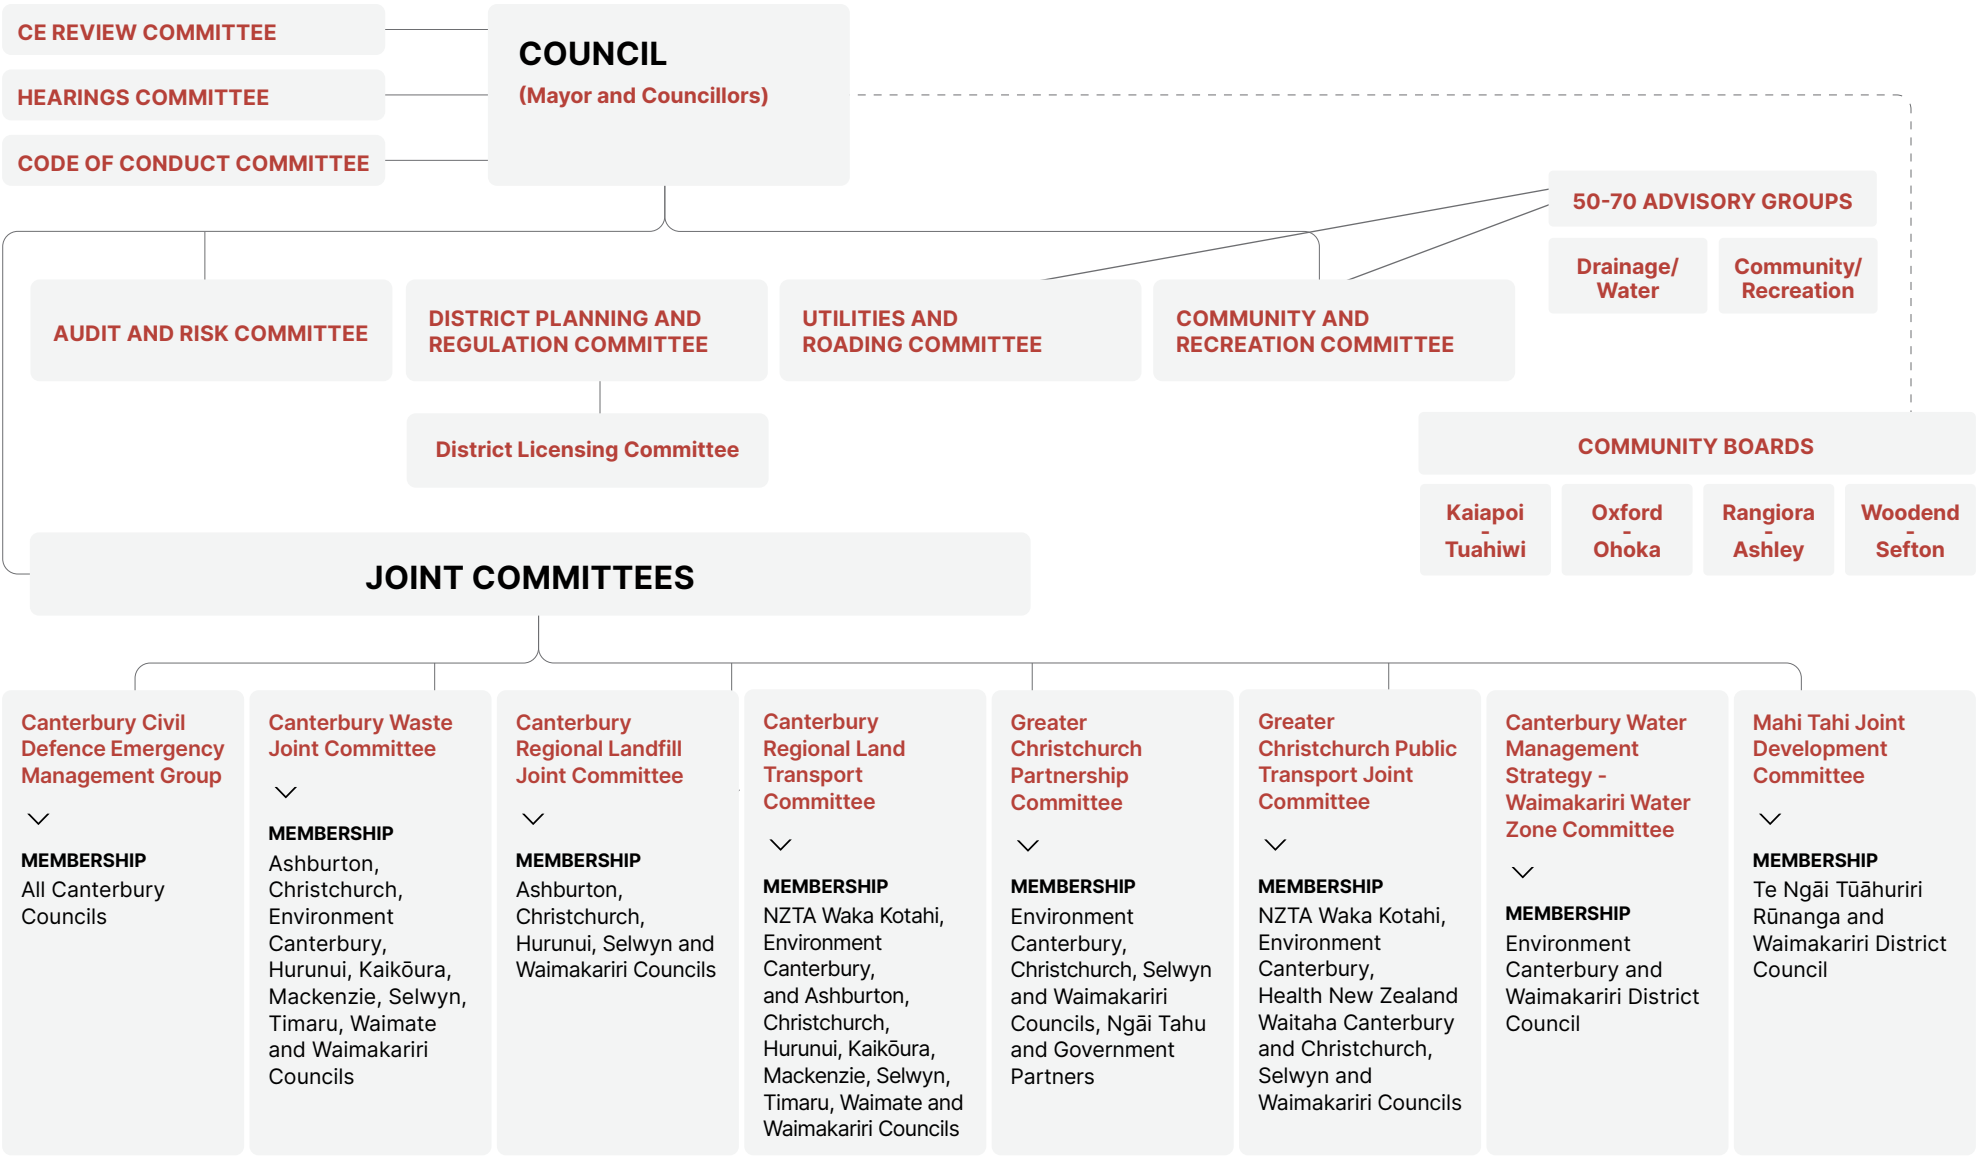 CE REVIEW COMMITTEE
HEARINGS COMMITTEE
CODE OF CONDUCT COMMITTEE
COUNCIL
(Mayor and Councillors)
50-70 ADVISORY GROUPS
Drainage/
Water
Community/
Recreation
AUDIT AND RISK COMMITTEE
DISTRICT PLANNING AND
REGULATION COMMITTEE
UTILITIES AND
ROADING COMMITTEE
COMMUNITY AND
RECREATION COMMITTEE
District Licensing Committee
COMMUNITY BOARDS
Kaiapoi
-
Tuahiwi
Oxford
-
Ohoka
Rangiora
-
Ashley
Woodend
-
Sefton
JOINT COMMITTEES
Canterbury Civil
Defence Emergency
Management Group
MEMBERSHIP
All Canterbury
Councils
Canterbury Waste
Joint Committee
MEMBERSHIP
Ashburton,
Christchurch,
Environment
Canterbury,
Hurunui, Kaikōura,
Mackenzie, Selwyn,
Timaru, Waimate
and Waimakariri
Councils
Canterbury
Regional Landfill
Joint Committee
MEMBERSHIP
Ashburton,
Christchurch,
Hurunui, Selwyn and
Waimakariri Councils
Canterbury
Regional Land
Transport
Committee
MEMBERSHIP
NZTA Waka Kotahi,
Environment
Canterbury,
and Ashburton,
Christchurch,
Hurunui, Kaikōura,
Mackenzie, Selwyn,
Timaru, Waimate and
Waimakariri Councils
Greater
Christchurch
Partnership
Committee
MEMBERSHIP
Environment
Canterbury,
Christchurch, Selwyn
and Waimakariri
Councils, Ngāi Tahu
and Government
Partners
Greater
Christchurch Public
Transport Joint
Committee
MEMBERSHIP
NZTA Waka Kotahi,
Environment
Canterbury,
Health New Zealand
Waitaha Canterbury
and Christchurch,
Selwyn and
Waimakariri Councils
Canterbury Water
Management
Strategy -
Waimakariri Water
Zone Committee
MEMBERSHIP
Environment
Canterbury and
Waimakariri District
Council
Mahi Tahi Joint
Development
Committee
MEMBERSHIP
Te Ngāi Tūāhuriri
Rūnanga and
Waimakariri District
Council